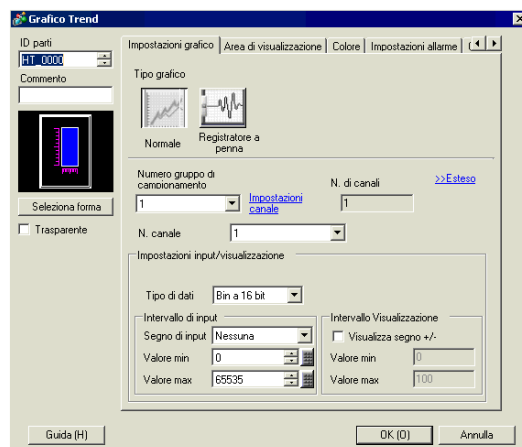 Grafico Trend
ID parti
HT_0000
Commento
Seleziona forma
Trasparente
Impostazioni grafico Area di visualizzazione Colore Impostazioni allarme
Tipo grafico
Normale
Registratore a
penna
Numero gruppo di
campionamento
1
Impostazioni
canale
N. di canali
1
>>Esteso
N. canale
1
Impostazioni input/visualizzazione
Tipo di dati
Bin a 16 bit
Intervallo di input
Segno di input
Nessuna
Valore min
0
Valore max
65535
Intervallo Visualizzazione
Visualizza segno +/-
Valore min
0
Valore max
100
Guida (H)
OK (O)
Annulla